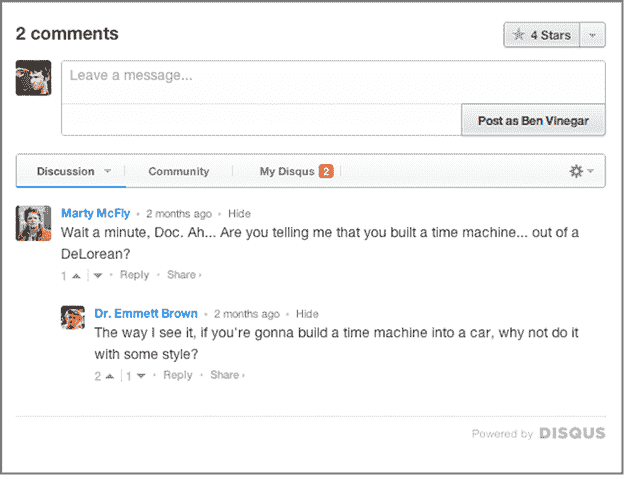 2 comments
4 Stars
Leave a message...
Post as Ben Vinegar
Discussion
Community
My Disqus 2
Marty McFly • 2 months ago • Hide
Wait a minute, Doc. Ah... Are you telling me that you built a time machine... out of a
DeLorean?
1 • Reply • Share ›
Dr. Emmett Brown • 2 months ago • Hide
The way I see it, if you're gonna build a time machine into a car, why not do it
with some style?
2 1 • Reply • Share ›
Powered by DISQUS